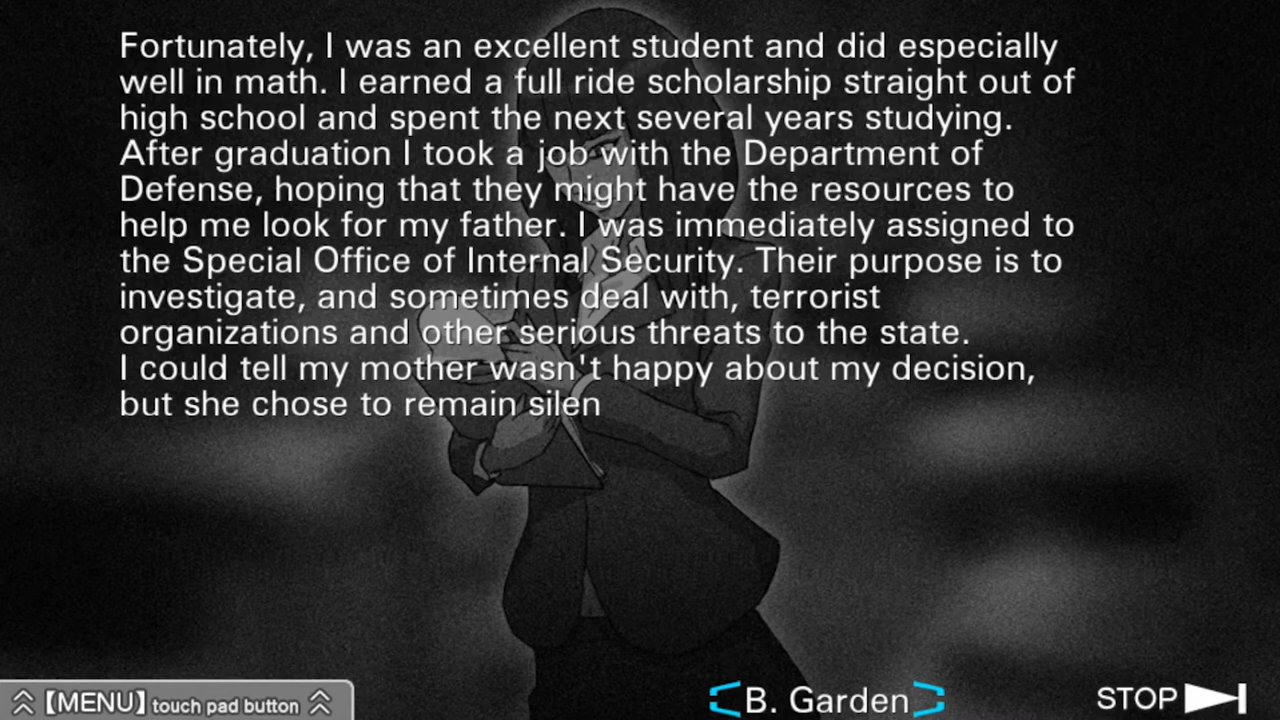 Fortunately, I was an excellent student and did especially
well in math. I earned a full ride scholarship straight out of
high school and spent the next several years studying.
After graduation I took a job with the Department of
Defense, hoping that they might have the resources to
help me look for my father. I was immediately assigned to
the Special Office of Internal Security. Their purpose is to
investigate, and sometimes deal with, terrorist
organizations and other serious threats to the state.
I could tell my mother wasn't happy about my decision,
but she chose to remain silen
【MENU】 touch pad button
B. Garden
STOP